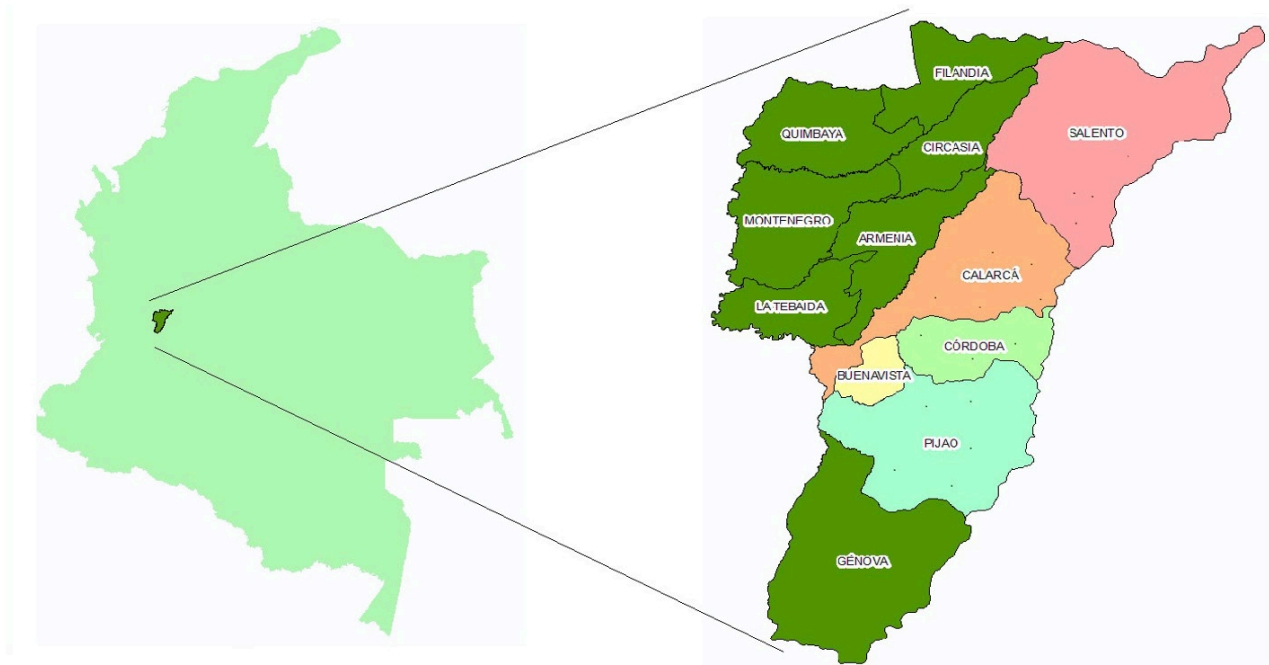 FILANDIA
QUIMBAYA
CIRCASIA
SALENTO
MONTENEGRO
ARMENIA
CALARCÁ
LA TEBAIDA
CÓRDOBA
BUENAVISTA
PIJAO
GÉNOVA